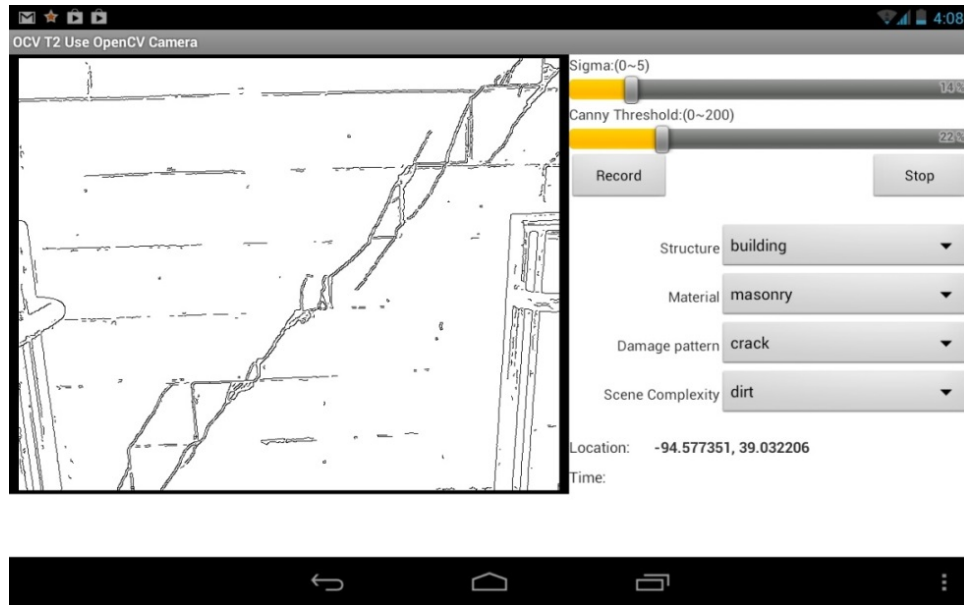 4:08
OCV T2 Use OpenCV Camera
Sigma:(0~5)
14%
Canny Threshold:(0~200)
22%
Record Stop
Structure building
Material masonry
Damage pattern crack
Scene Complexity dirt
Location: -94.577351, 39.032206
Time: